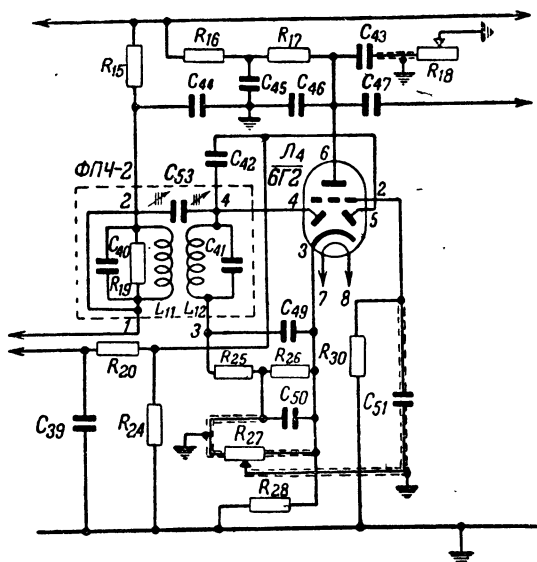 R16 R17 C43
R15 R18
C44 C45 C46 C47
ФПЧ-2 C53 C42 Л4 6
6Г2
2 4 4 2
5
3
C40 C41
R19 L11 L12 7 8
1 3 C49
R20 R25 R26 R30
C39 R24 C50 C51
R27
R28